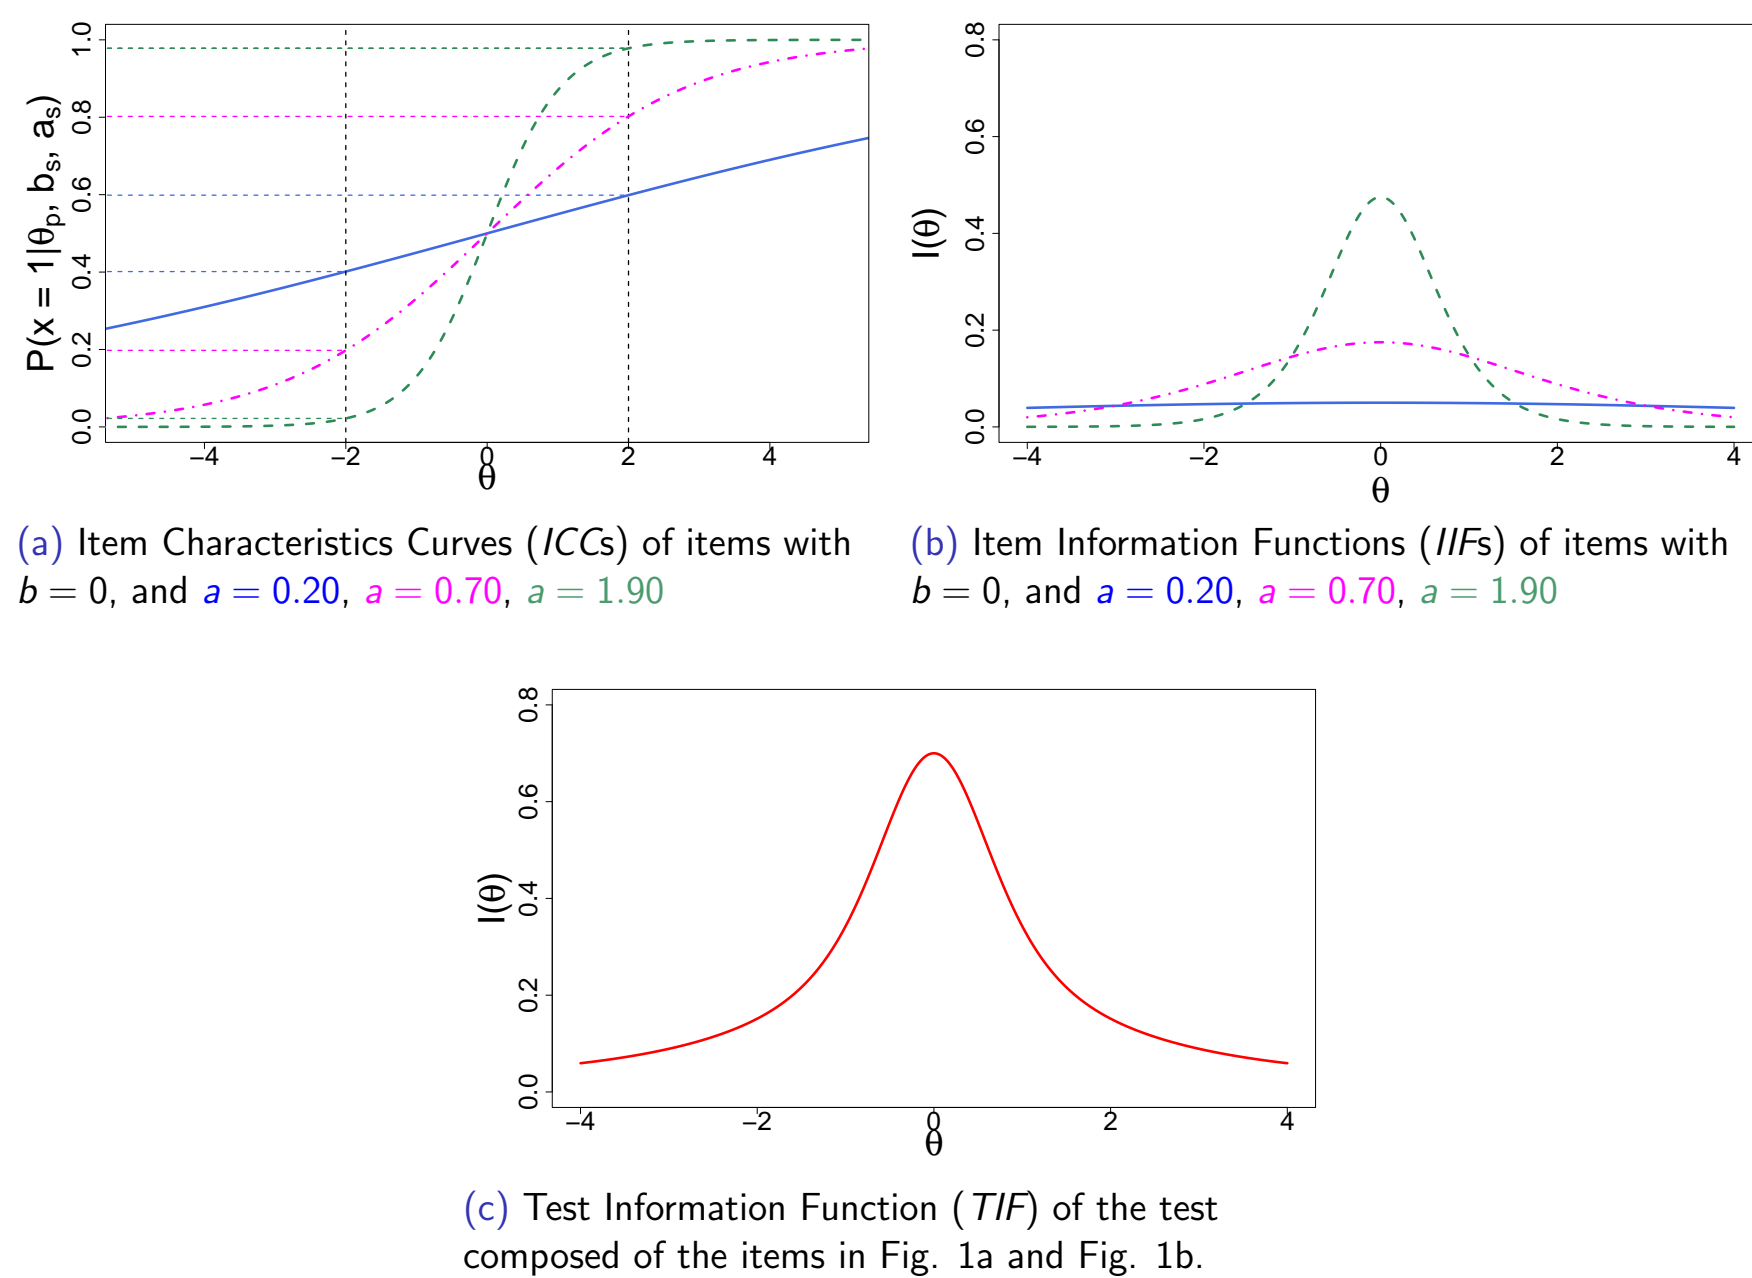 P(x = 1|θp, bs, as)
0.0 0.2 0.4 0.6 0.8 1.0
−4 −2 0 2 4
θ
I(θ)
0.0 0.2 0.4 0.6 0.8
−4 −2 0 2 4
θ
(a) Item Characteristics Curves (ICCs) of items with
b = 0, and a = 0.20, a = 0.70, a = 1.90
(b) Item Information Functions (IIFs) of items with
b = 0, and a = 0.20, a = 0.70, a = 1.90
I(θ)
0.0 0.2 0.4 0.6 0.8
−4 −2 0 2 4
θ
(c) Test Information Function (TIF) of the test
composed of the items in Fig. 1a and Fig. 1b.